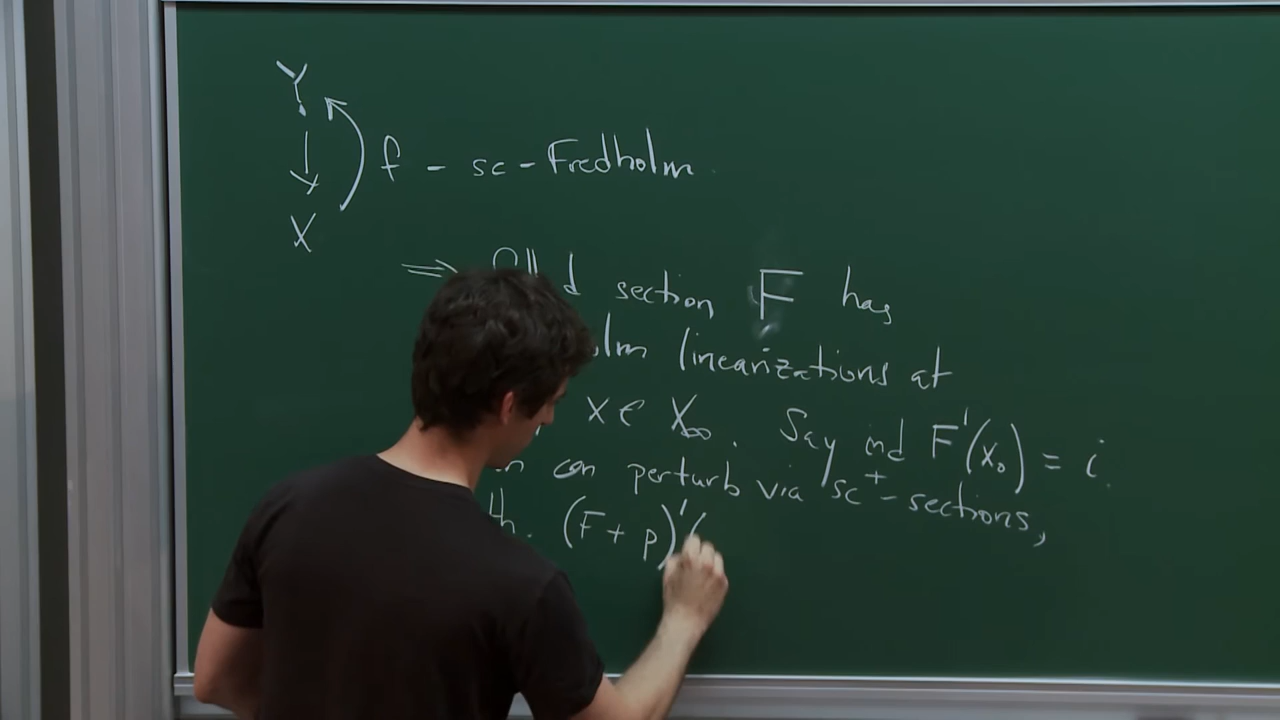 Y
f - sc-Fredholm
X
⇒ section F has
linearizations at
x ∈ X∞. Say ind F'(x₀) = i.
can perturb via sc⁺-sections,
(F + p)'(